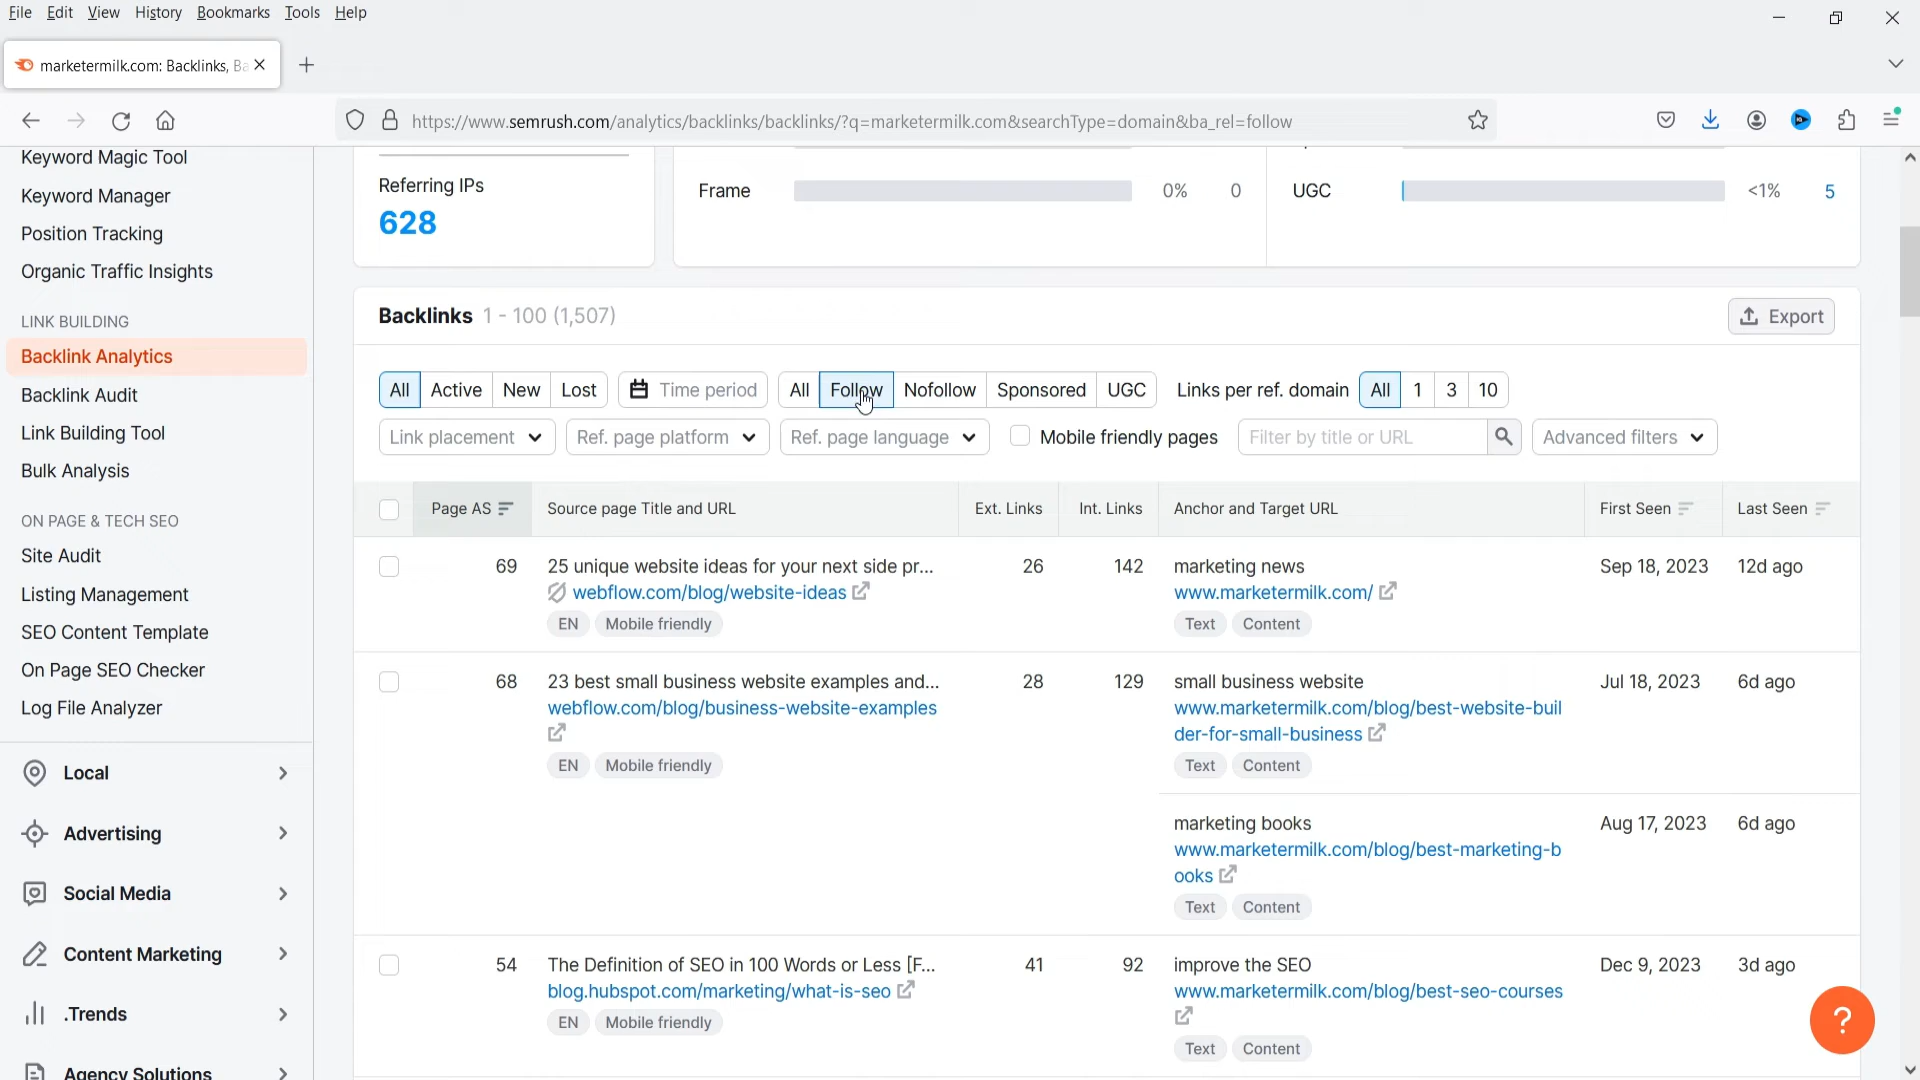 File Edit View History Bookmarks Tools Help
marketermilk.com: Backlinks, Ba
https://www.semrush.com/analytics/backlinks/backlinks/?q=marketermilk.com&searchType=domain&ba_rel=follow
Keyword Magic Tool
Keyword Manager
Position Tracking
Organic Traffic Insights
LINK BUILDING
Backlink Analytics
Backlink Audit
Link Building Tool
Bulk Analysis
ON PAGE & TECH SEO
Site Audit
Listing Management
SEO Content Template
On Page SEO Checker
Log File Analyzer
Local
Advertising
Social Media
Content Marketing
.Trends
Agency Solutions
Referring IPs
628
Frame 0% 0
UGC <1% 5
Backlinks 1 - 100 (1,507)
Export
All Active New Lost Time period All Follow Nofollow Sponsored UGC Links per ref. domain All 1 3 10
Link placement Ref. page platform Ref. page language Mobile friendly pages Filter by title or URL Advanced filters
Page AS Source page Title and URL Ext. Links Int. Links Anchor and Target URL First Seen Last Seen
69 25 unique website ideas for your next side pr... 26 142 marketing news Sep 18, 2023 12d ago
webflow.com/blog/website-ideas www.marketermilk.com/
EN Mobile friendly Text Content
68 23 best small business website examples and... 28 129 small business website Jul 18, 2023 6d ago
webflow.com/blog/business-website-examples www.marketermilk.com/blog/best-website-buil
der-for-small-business
EN Mobile friendly Text Content
marketing books Aug 17, 2023 6d ago
www.marketermilk.com/blog/best-marketing-b
ooks
Text Content
54 The Definition of SEO in 100 Words or Less [F... 41 92 improve the SEO Dec 9, 2023 3d ago
blog.hubspot.com/marketing/what-is-seo www.marketermilk.com/blog/best-seo-courses
EN Mobile friendly
Text Content
?